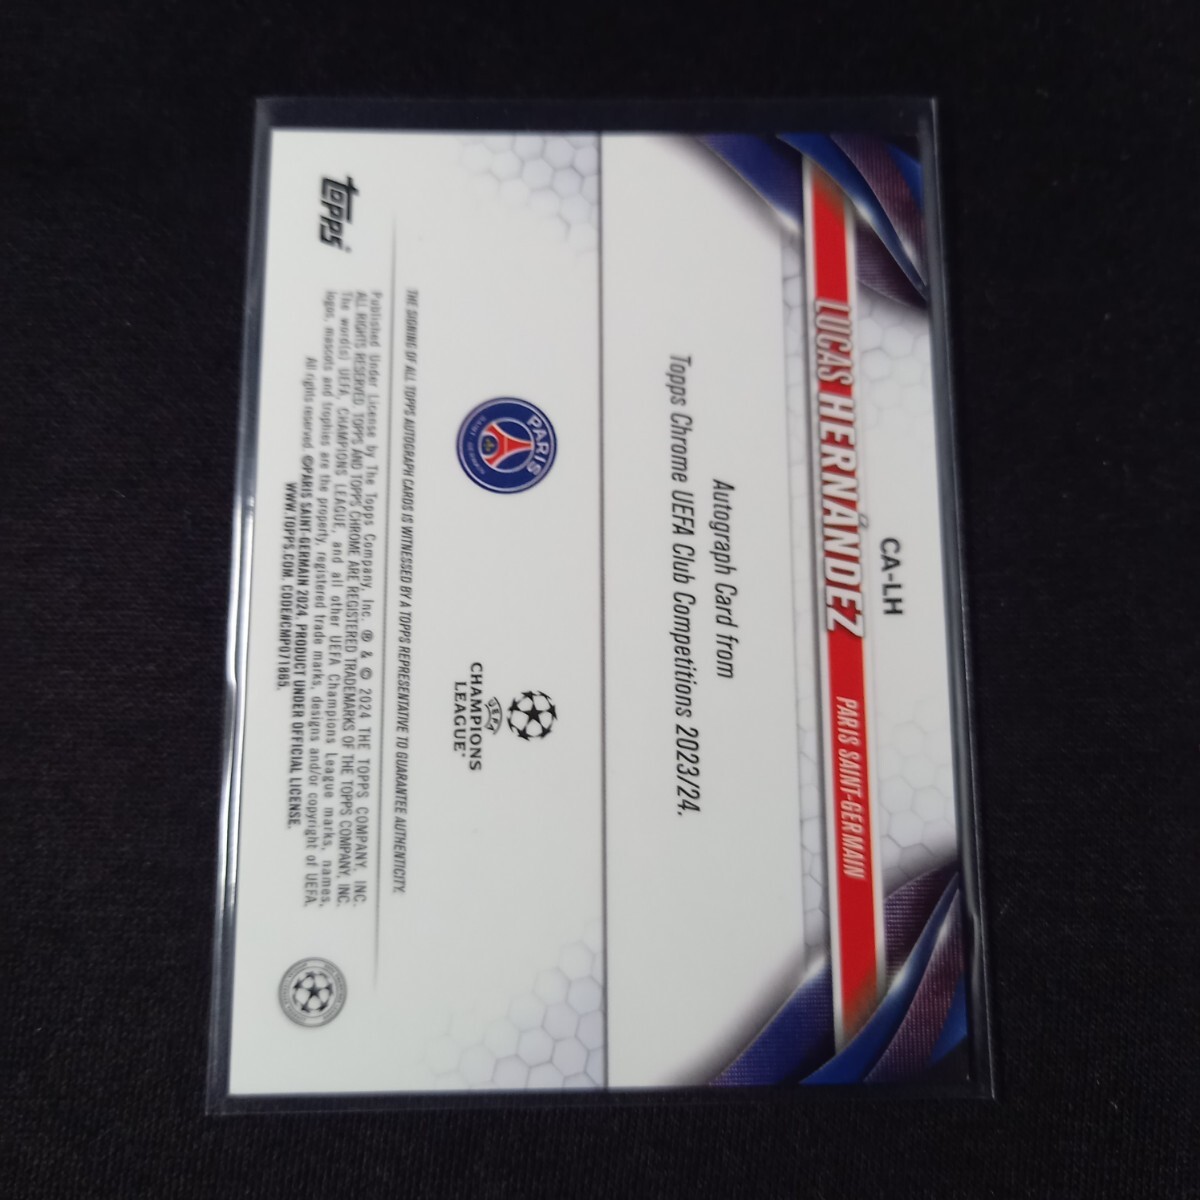 CA-LH
LUCAS HERNÁNDEZ PARIS SAINT-GERMAIN
Autograph Card from
Topps Chrome UEFA Club Competitions 2023/24.
PARIS
SAINT-GERMAIN
UEFA
CHAMPIONS
LEAGUE®
THE SIGNING OF ALL TOPPS AUTOGRAPH CARDS IS WITNESSED BY A TOPPS REPRESENTATIVE TO GUARANTEE AUTHENTICITY.
topps®
Published Under License by The Topps Company, Inc. ® & © 2024 THE TOPPS COMPANY, INC.
ALL RIGHTS RESERVED. TOPPS AND TOPPS CHROME ARE REGISTERED TRADEMARKS OF THE TOPPS COMPANY, INC.
The word(s) UEFA, CHAMPIONS LEAGUE, and all other UEFA Champions League marks, names,
logos, mascots and trophies are the property, registered trade marks, designs and/or copyright of UEFA.
All rights reserved. ©PARIS SAINT-GERMAIN 2024. PRODUCT UNDER OFFICIAL LICENSE.
WWW.TOPPS.COM. CODE#CMP071885.